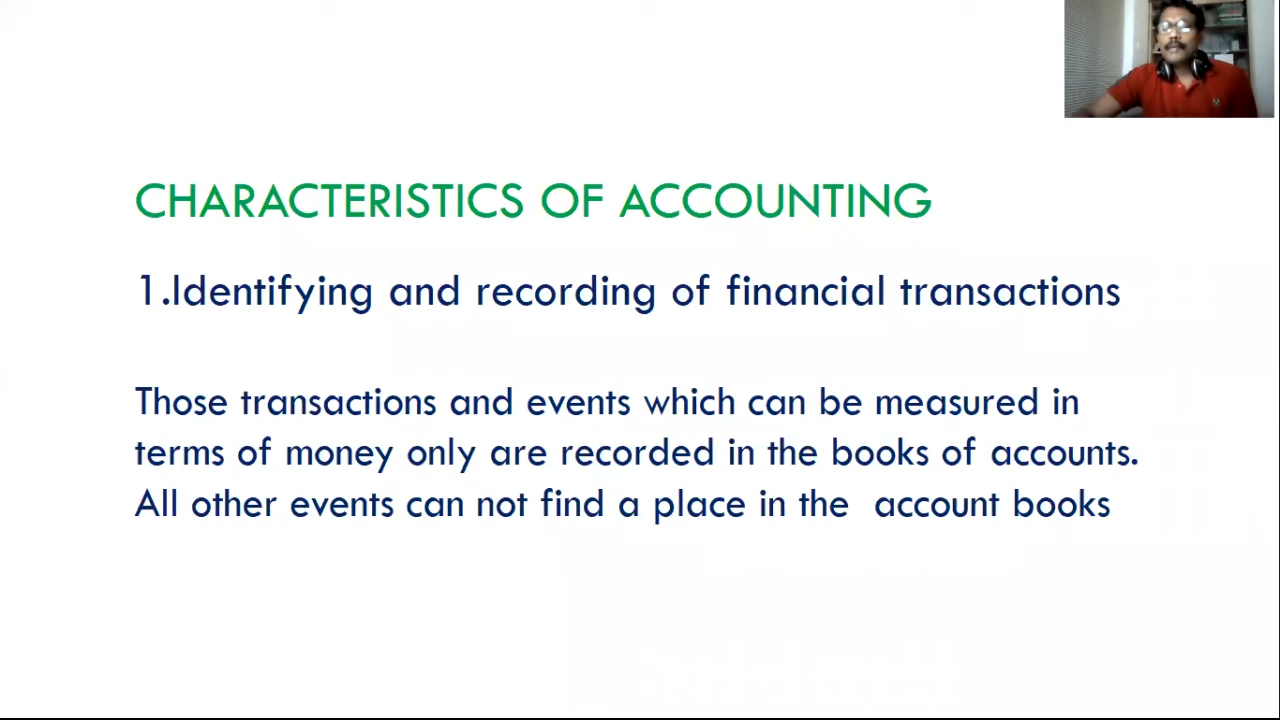 CHARACTERISTICS OF ACCOUNTING
1.Identifying and recording of financial transactions
Those transactions and events which can be measured in
terms of money only are recorded in the books of accounts.
All other events can not find a place in the  account books